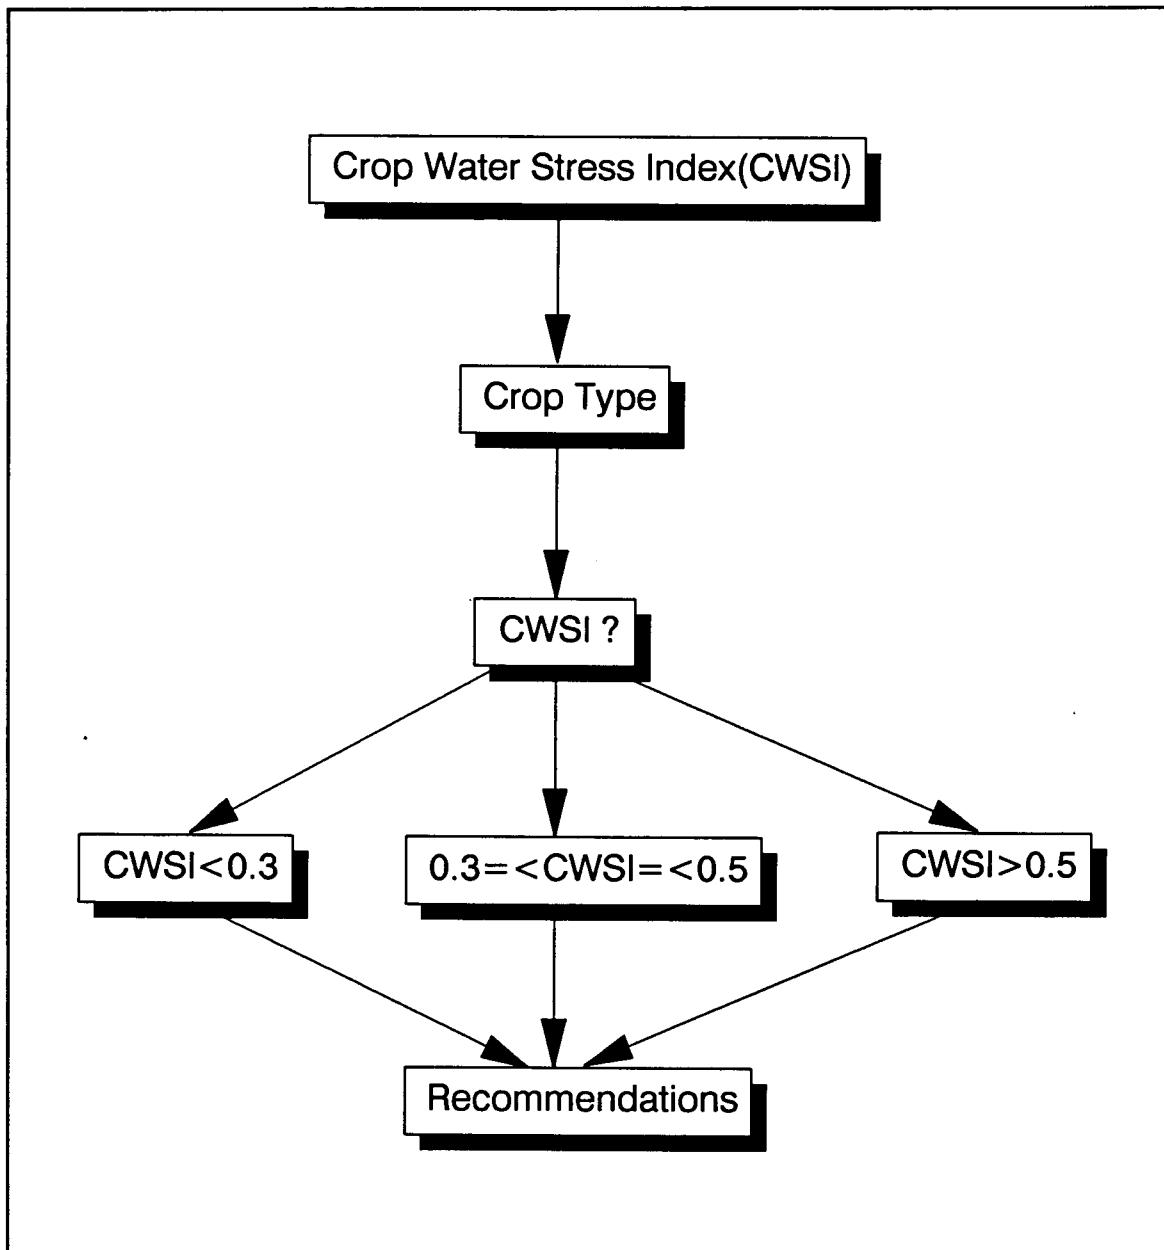 Crop Water Stress Index(CWSI)
Crop Type
CWSI ?
CWSI<0.3
0.3=<CWSI=<0.5
CWSI>0.5
Recommendations